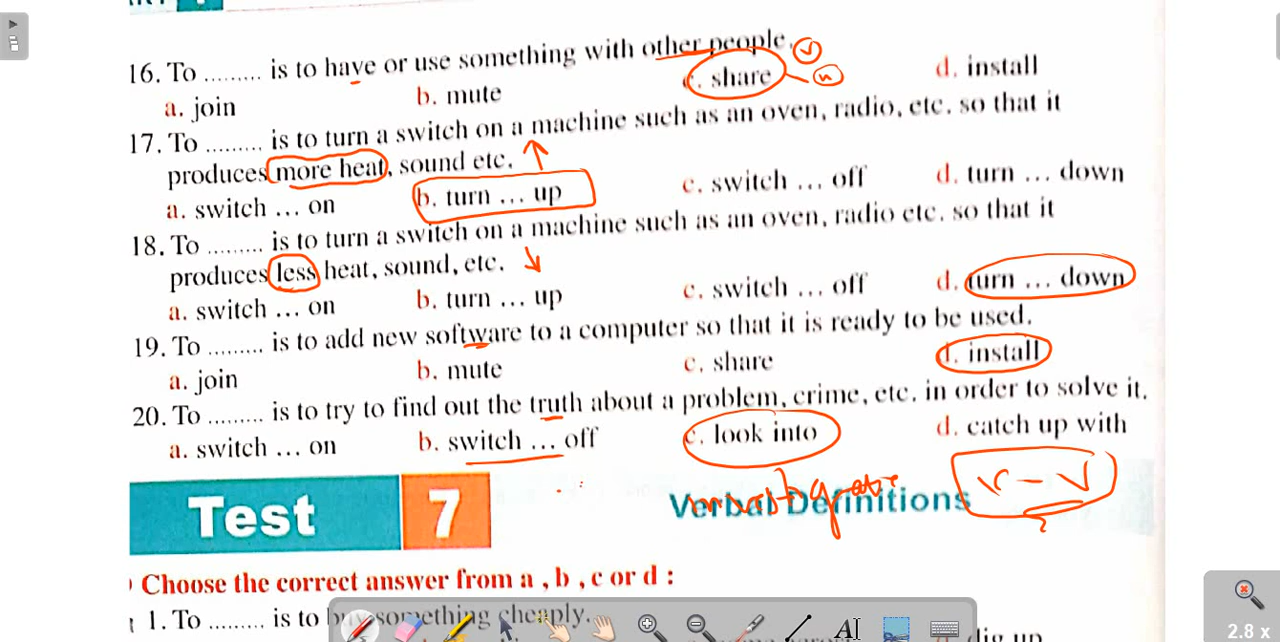 16. To ......... is to have or use something with other people.
a. join b. mute c. share d. install
17. To ......... is to turn a switch on a machine such as an oven, radio, etc. so that it
produces more heat, sound etc.
a. switch ... on b. turn ... up c. switch ... off d. turn ... down
18. To ......... is to turn a switch on a machine such as an oven, radio etc. so that it
produces less heat, sound, etc.
a. switch ... on b. turn ... up c. switch ... off d. turn ... down
19. To ......... is to add new software to a computer so that it is ready to be used.
a. join b. mute c. share d. install
20. To ......... is to try to find out the truth about a problem, crime, etc. in order to solve it.
a. switch ... on b. switch ... off c. look into d. catch up with
Test 7 Verbal Definitions
Choose the correct answer from a , b , c or d :
1. To ......... is to buy something cheaply.
dig up
2.8 x